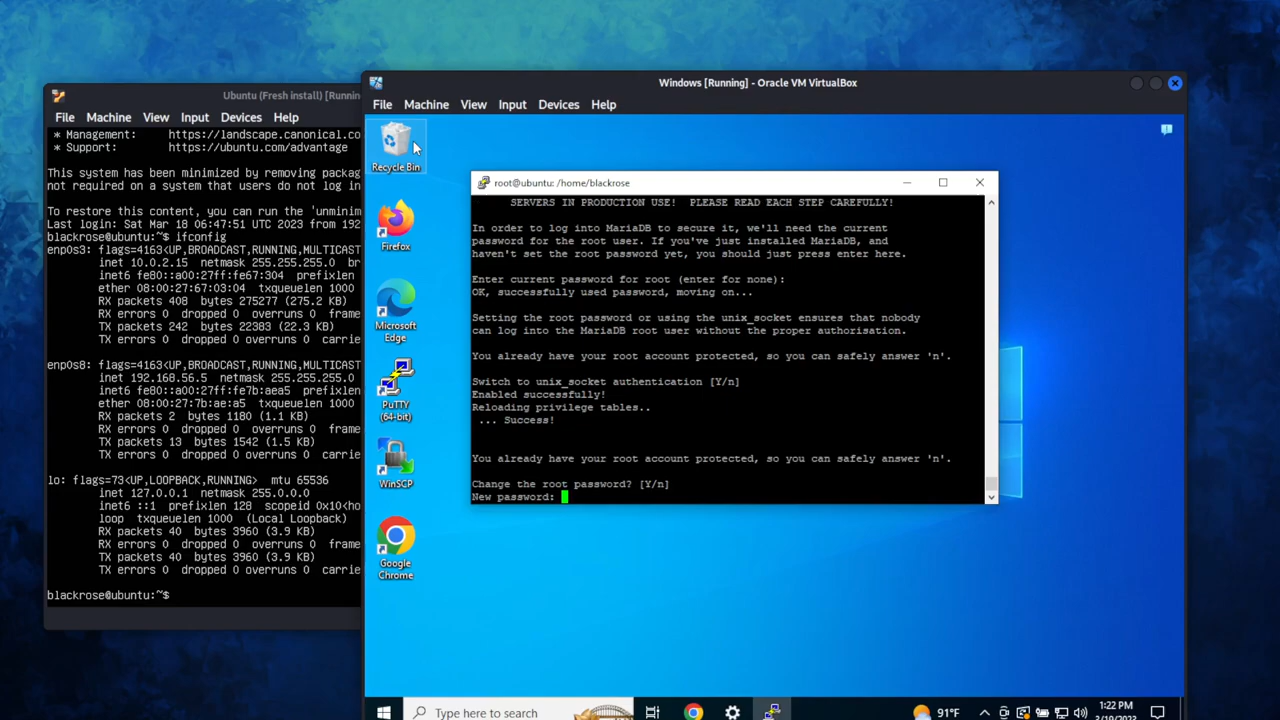 Ubuntu (Fresh install) [Runnin
File Machine View Input Devices Help
* Management: https://landscape.canonical.co
* Support: https://ubuntu.com/advantage
This system has been minimized by removing packag
not required on a system that users do not log in
To restore this content, you can run the 'unminim
Last login: Sat Mar 18 06:47:51 UTC 2023 from 192
blackrose@ubuntu:~$ ifconfig
enp0s3: flags=4163<UP,BROADCAST,RUNNING,MULTICAST
inet 10.0.2.15 netmask 255.255.255.0 br
inet6 fe80::a00:27ff:fe67:304 prefixlen
ether 08:00:27:67:03:04 txqueuelen 1000
RX packets 408 bytes 275277 (275.2 KB)
RX errors 0 dropped 0 overruns 0 fram
TX packets 242 bytes 22383 (22.3 KB)
TX errors 0 dropped 0 overruns 0 carrie
enp0s8: flags=4163<UP,BROADCAST,RUNNING,MULTICAST
inet 192.168.56.5 netmask 255.255.255.0
inet6 fe80::a00:27ff:fe7b:aea5 prefixle
ether 08:00:27:7b:ae:a5 txqueuelen 1000
RX packets 2 bytes 1180 (1.1 KB)
RX errors 0 dropped 0 overruns 0 frame
TX packets 13 bytes 1542 (1.5 KB)
TX errors 0 dropped 0 overruns 0 carrie
lo: flags=73<UP,LOOPBACK,RUNNING> mtu 65536
inet 127.0.0.1 netmask 255.0.0.0
inet6 ::1 prefixlen 128 scopeid 0x10<ho
loop txqueuelen 1000 (Local Loopback)
RX packets 40 bytes 3960 (3.9 KB)
RX errors 0 dropped 0 overruns 0 frame
TX packets 40 bytes 3960 (3.9 KB)
TX errors 0 dropped 0 overruns 0 carrie
blackrose@ubuntu:~$
Windows [Running] - Oracle VM VirtualBox
File Machine View Input Devices Help
Recycle Bin
Firefox
Microsoft
Edge
PuTTY
(64-bit)
WinSCP
Google
Chrome
root@ubuntu: /home/blackrose
SERVERS IN PRODUCTION USE! PLEASE READ EACH STEP CAREFULLY!
In order to log into MariaDB to secure it, we'll need the current
password for the root user. If you've just installed MariaDB, and
haven't set the root password yet, you should just press enter here.
Enter current password for root (enter for none):
OK, successfully used password, moving on...
Setting the root password or using the unix_socket ensures that nobody
can log into the MariaDB root user without the proper authorisation.
You already have your root account protected, so you can safely answer 'n'.
Switch to unix_socket authentication [Y/n]
Enabled successfully!
Reloading privilege tables..
... Success!
You already have your root account protected, so you can safely answer 'n'.
Change the root password? [Y/n]
New password:
Type here to search
91°F
1:22 PM